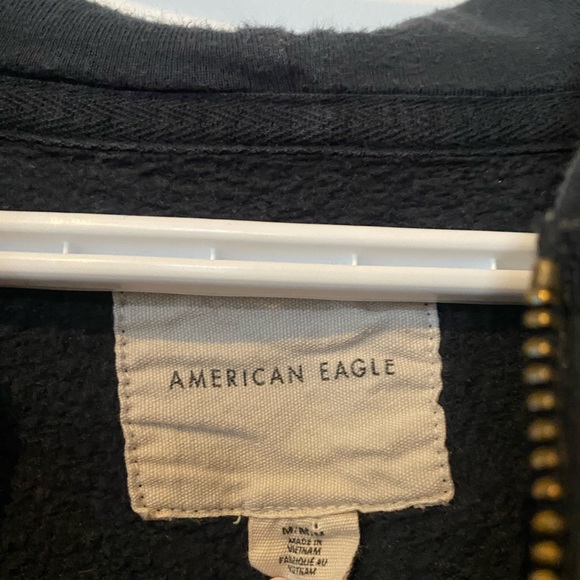 AMERICAN EAGLE
M/M/M
MADE IN
VIETNAM
FABRIQUÉ AU
VIETNAM